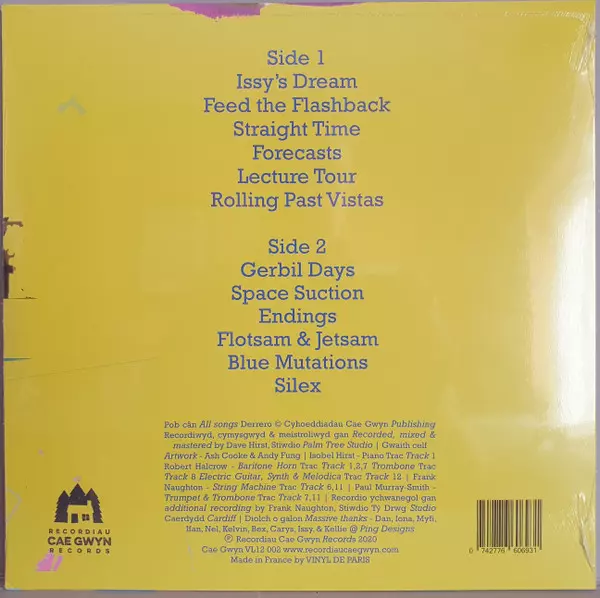 Side 1
Issy's Dream
Feed the Flashback
Straight Time
Forecasts
Lecture Tour
Rolling Past Vistas
Side 2
Gerbil Days
Space Suction
Endings
Flotsam & Jetsam
Blue Mutations
Silex
Pob cân All songs Derrero © Cyhoeddiadau Cae Gwyn Publishing
Recordiwyd, cymysgwyd & meistroliwyd gan Recorded, mixed &
mastered by Dave Hirst, Stiwdio Palm Tree Studio | Gwaith celf
Artwork - Ash Cooke & Andy Fung | Isobel Hirst - Piano Trac Track 1
Robert Halcrow - Baritone Horn Trac Track 1,2,7 Trombone Trac
Track 8 Electric Guitar, Synth & Melodica Trac Track 12 | Frank
Naughton - String Machine Trac Track 6,11 | Paul Murray-Smith -
Trumpet & Trombone Trac Track 7,11 | Recordio ychwanegol gan
additional recording by Frank Naughton, Stiwdio Ty Drwg Studio
Caerdydd Cardiff | Diolch o galon Massive thanks - Dan, Iona, Myfi,
Ilan, Nel, Kelvin, Bex, Carys, Issy & Kellie @ Ping Designs
℗ Recordiau Cae Gwyn Records 2020
Cae Gwyn VL12 002 www.recordiaucaegwyn.com
Made in France by VINYL DE PARIS
RECORDIAU
CAE GWYN
RECORDS
0 742776 606931